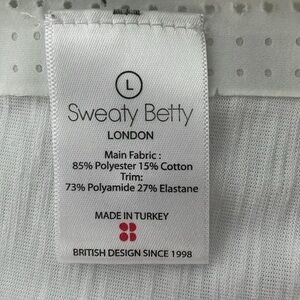 L
Sweaty Betty
LONDON
Main Fabric :
85% Polyester 15% Cotton
Trim:
73% Polyamide 27% Elastane
MADE IN TURKEY
BRITISH DESIGN SINCE 1998